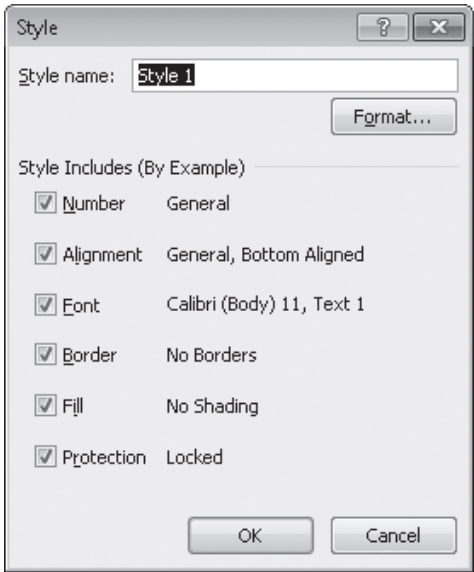 Style
Style name: Style 1
Format...
Style Includes (By Example)
Number General
Alignment General, Bottom Aligned
Font Calibri (Body) 11, Text 1
Border No Borders
Fill No Shading
Protection Locked
OK Cancel